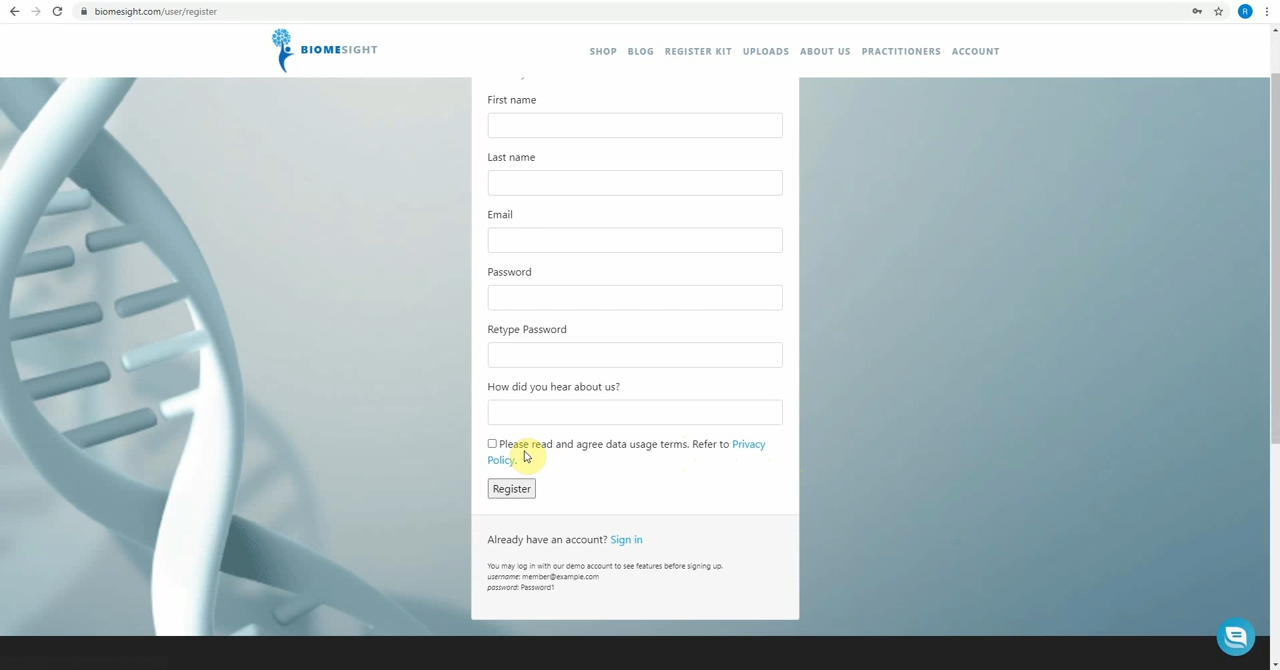 biomesight.com/user/register
R
BIOMESIGHT
SHOP BLOG REGISTER KIT UPLOADS ABOUT US PRACTITIONERS ACCOUNT
First name
Last name
Email
Password
Retype Password
How did you hear about us?
Please read and agree data usage terms. Refer to Privacy
Policy.
Register
Already have an account? Sign in
You may log in with our demo account to see features before signing up.
username: member@example.com
password: Password1